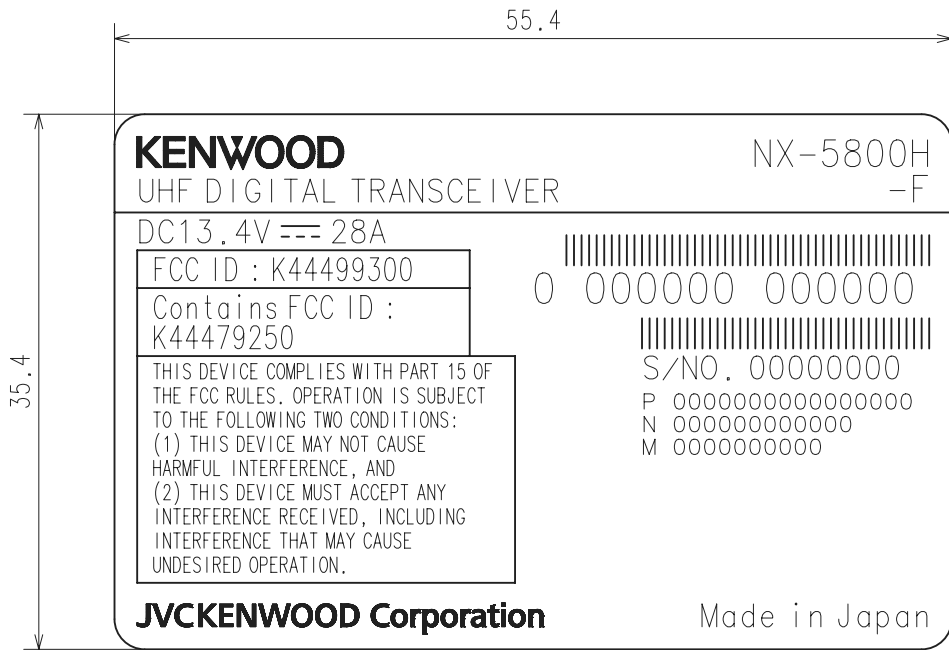 55.4
35.4
KENWOOD
NX-5800H
UHF DIGITAL TRANSCEIVER
-F
DC13.4V ⎓ 28A
FCC ID : K44499300
Contains FCC ID :
K44479250
THIS DEVICE COMPLIES WITH PART 15 OF
THE FCC RULES. OPERATION IS SUBJECT
TO THE FOLLOWING TWO CONDITIONS:
(1) THIS DEVICE MAY NOT CAUSE
HARMFUL INTERFERENCE, AND
(2) THIS DEVICE MUST ACCEPT ANY
INTERFERENCE RECEIVED, INCLUDING
INTERFERENCE THAT MAY CAUSE
UNDESIRED OPERATION.
0 000000 000000
S/NO. 00000000
P 0000000000000000
N 000000000000
M 0000000000
JVCKENWOOD Corporation
Made in Japan